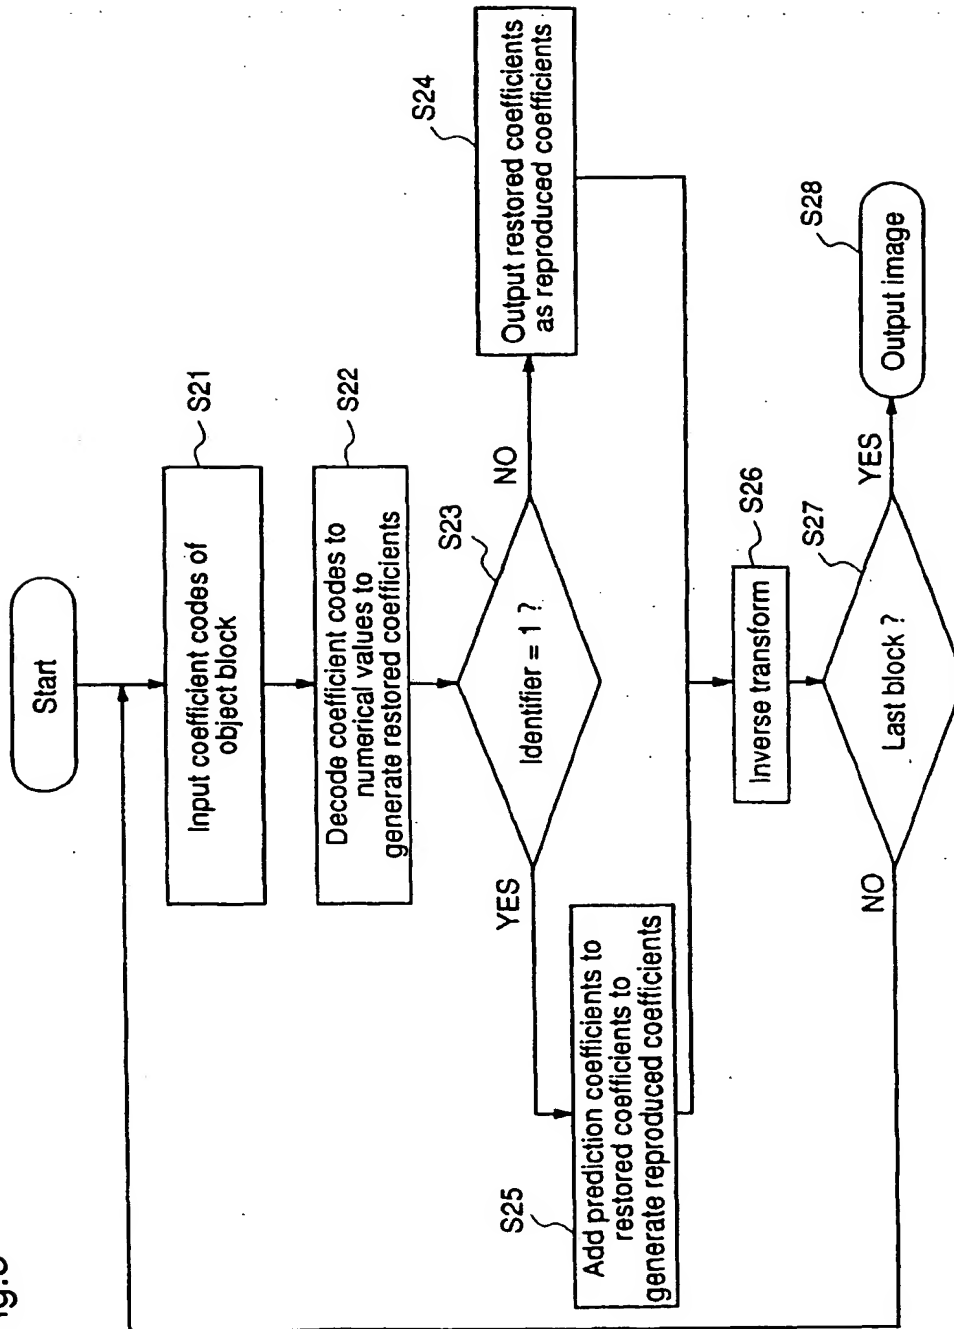 Start
Input coefficient codes of
object block
S21
Decode coefficient codes to
numerical values to
generate restored coefficients
S22
Identifier = 1 ?
S23
NO
YES
Output restored coefficients
as reproduced coefficients
S24
Add prediction coefficients to
restored coefficients to
generate reproduced coefficients
S25
Inverse transform
S26
Last block ?
S27
YES
NO
Output image
S28